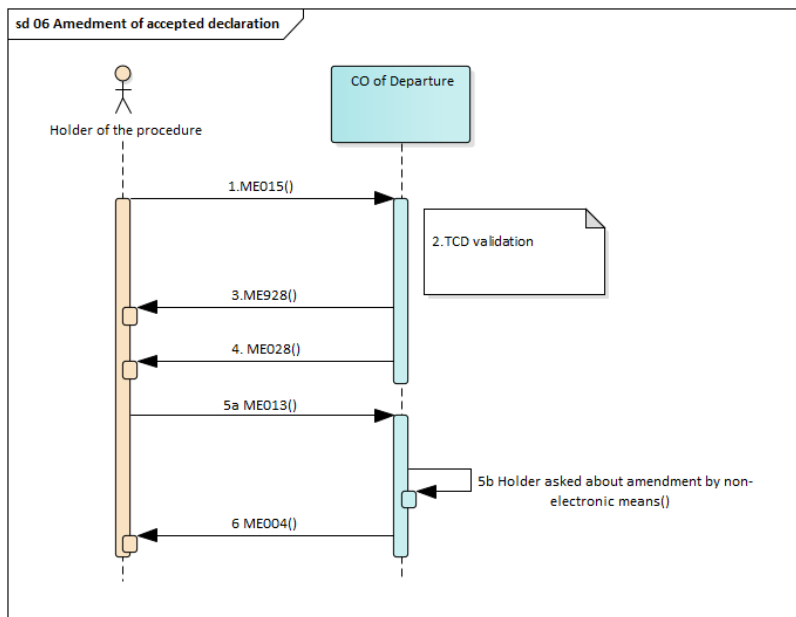 sd 06 Amedment of accepted declaration
CO of Departure
Holder of the procedure
1.ME015()
2.TCD validation
3.ME928()
4. ME028()
5a ME013()
5b Holder asked about amendment by non-
electronic means()
6 ME004()